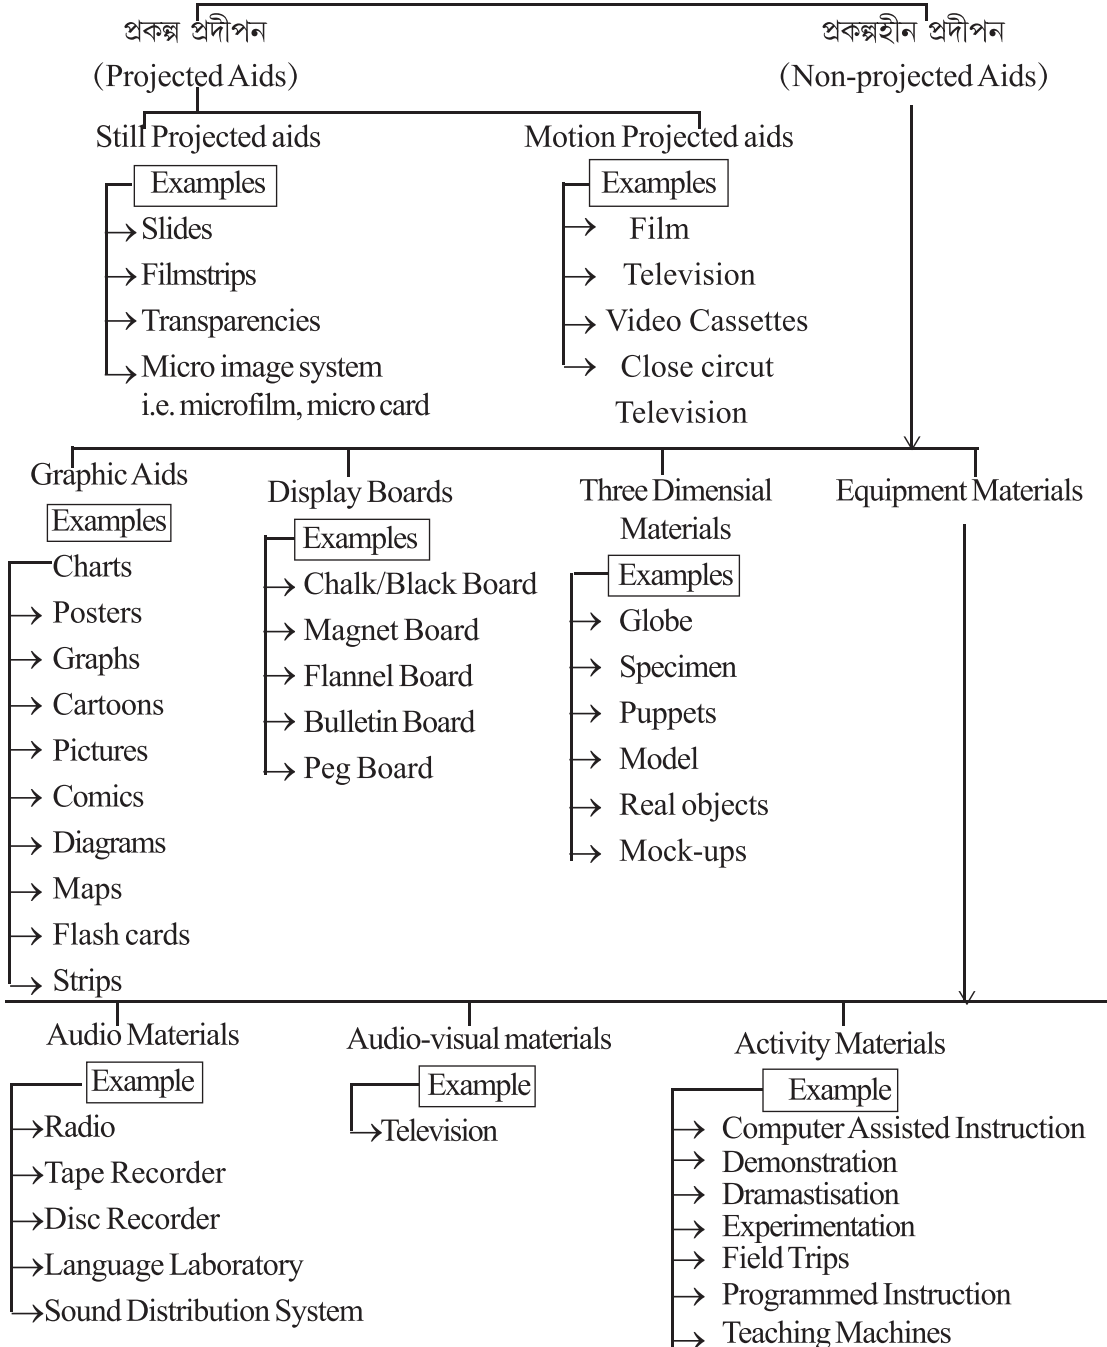 প্রকল্প প্রদীপন
(Projected Aids)
প্রকল্পহীন প্রদীপন
(Non-projected Aids)
Still Projected aids
Examples
Slides
Filmstrips
Transparencies
Micro image system
i.e. microfilm, micro card
Motion Projected aids
Examples
Film
Television
Video Cassettes
Close circut
Television
Graphic Aids
Examples
Charts
Posters
Graphs
Cartoons
Pictures
Comics
Diagrams
Maps
Flash cards
Strips
Display Boards
Examples
Chalk/Black Board
Magnet Board
Flannel Board
Bulletin Board
Peg Board
Three Dimensial
Materials
Examples
Globe
Specimen
Puppets
Model
Real objects
Mock-ups
Equipment Materials
Audio Materials
Example
Radio
Tape Recorder
Disc Recorder
Language Laboratory
Sound Distribution System
Audio-visual materials
Example
Television
Activity Materials
Example
Computer Assisted Instruction
Demonstration
Dramastisation
Experimentation
Field Trips
Programmed Instruction
Teaching Machines